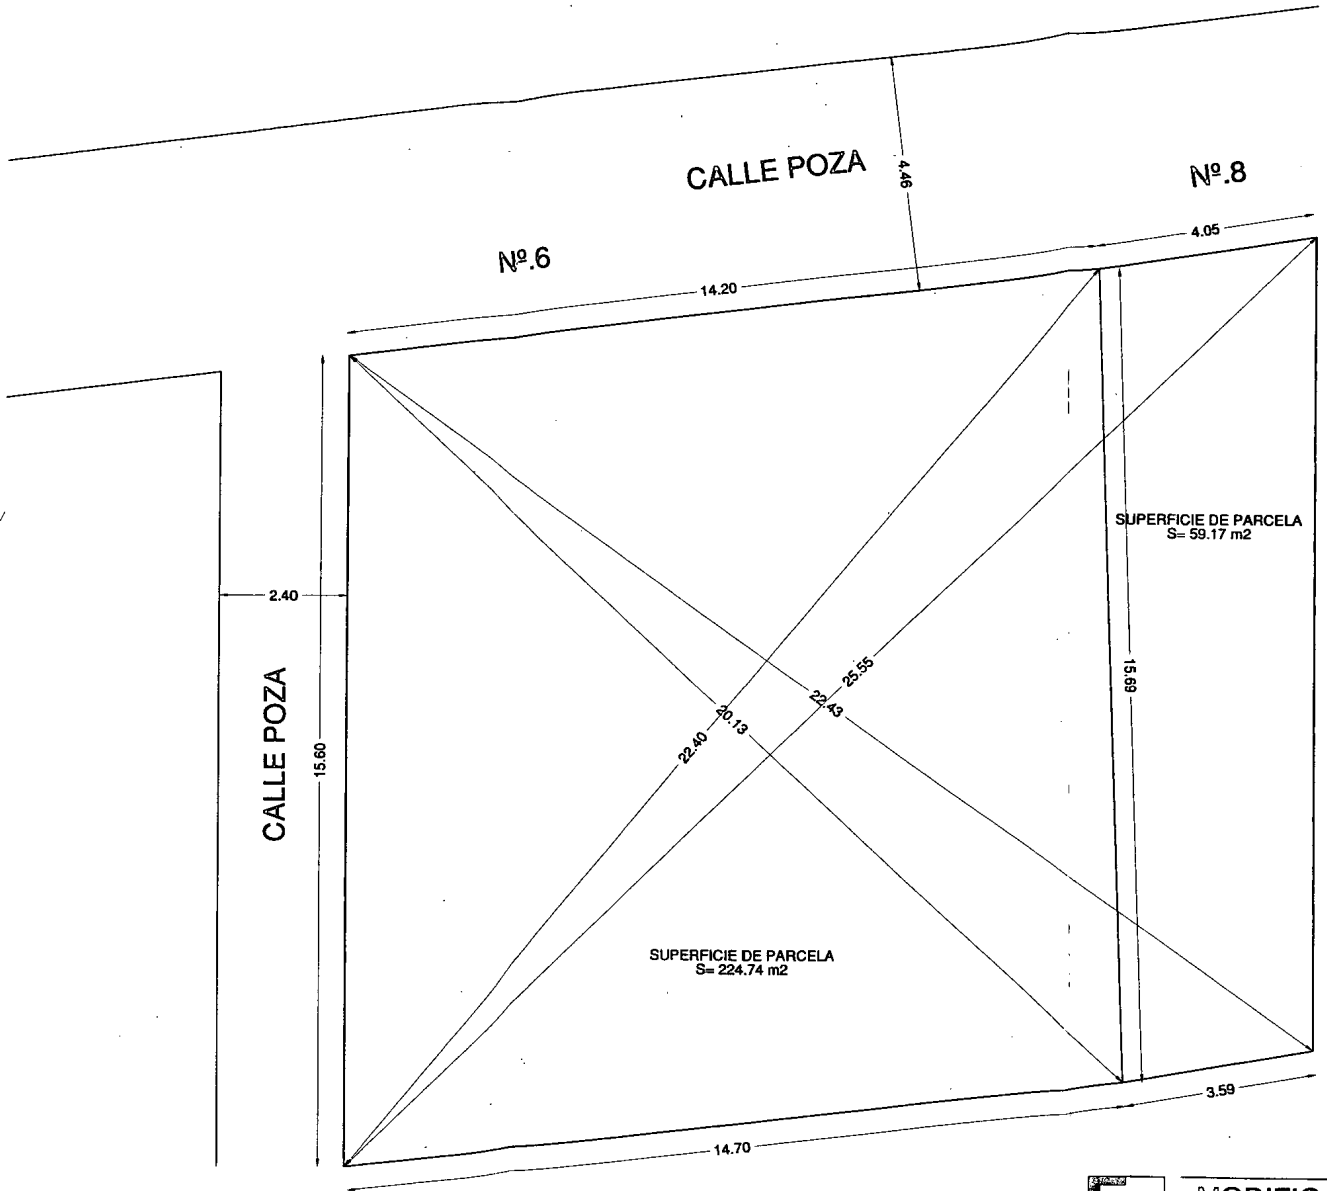 CALLE POZA
4.46
Nº.8
4.05
Nº.6
14.20
SUPERFICIE DE PARCELA
S= 59.17 m2
2.40
CALLE POZA
15.60
15.69
25.55
22.43
20.13
22.40
SUPERFICIE DE PARCELA
S= 224.74 m2
3.59
14.70